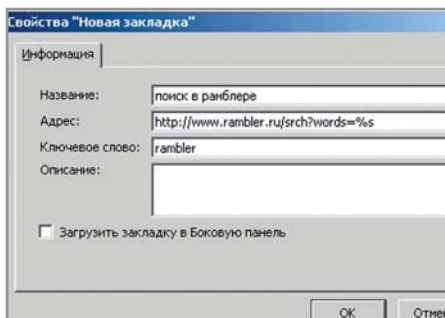 Свойства "Новая закладка"
Информация
Название: поиск в рамблере
Адрес: http://www.rambler.ru/srch?words=%s
Ключевое слово: rambler
Описание:
Загрузить закладку в Боковую панель
OK Отмен